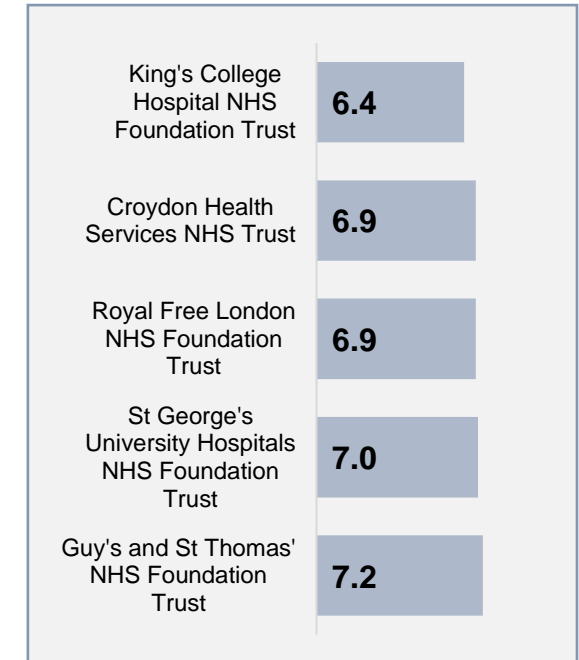 King's College
Hospital NHS
Foundation Trust
6.4
Croydon Health
Services NHS Trust
6.9
Royal Free London
NHS Foundation
Trust
6.9
St George's
University Hospitals
NHS Foundation
Trust
7.0
Guy's and St Thomas'
NHS Foundation
Trust
7.2